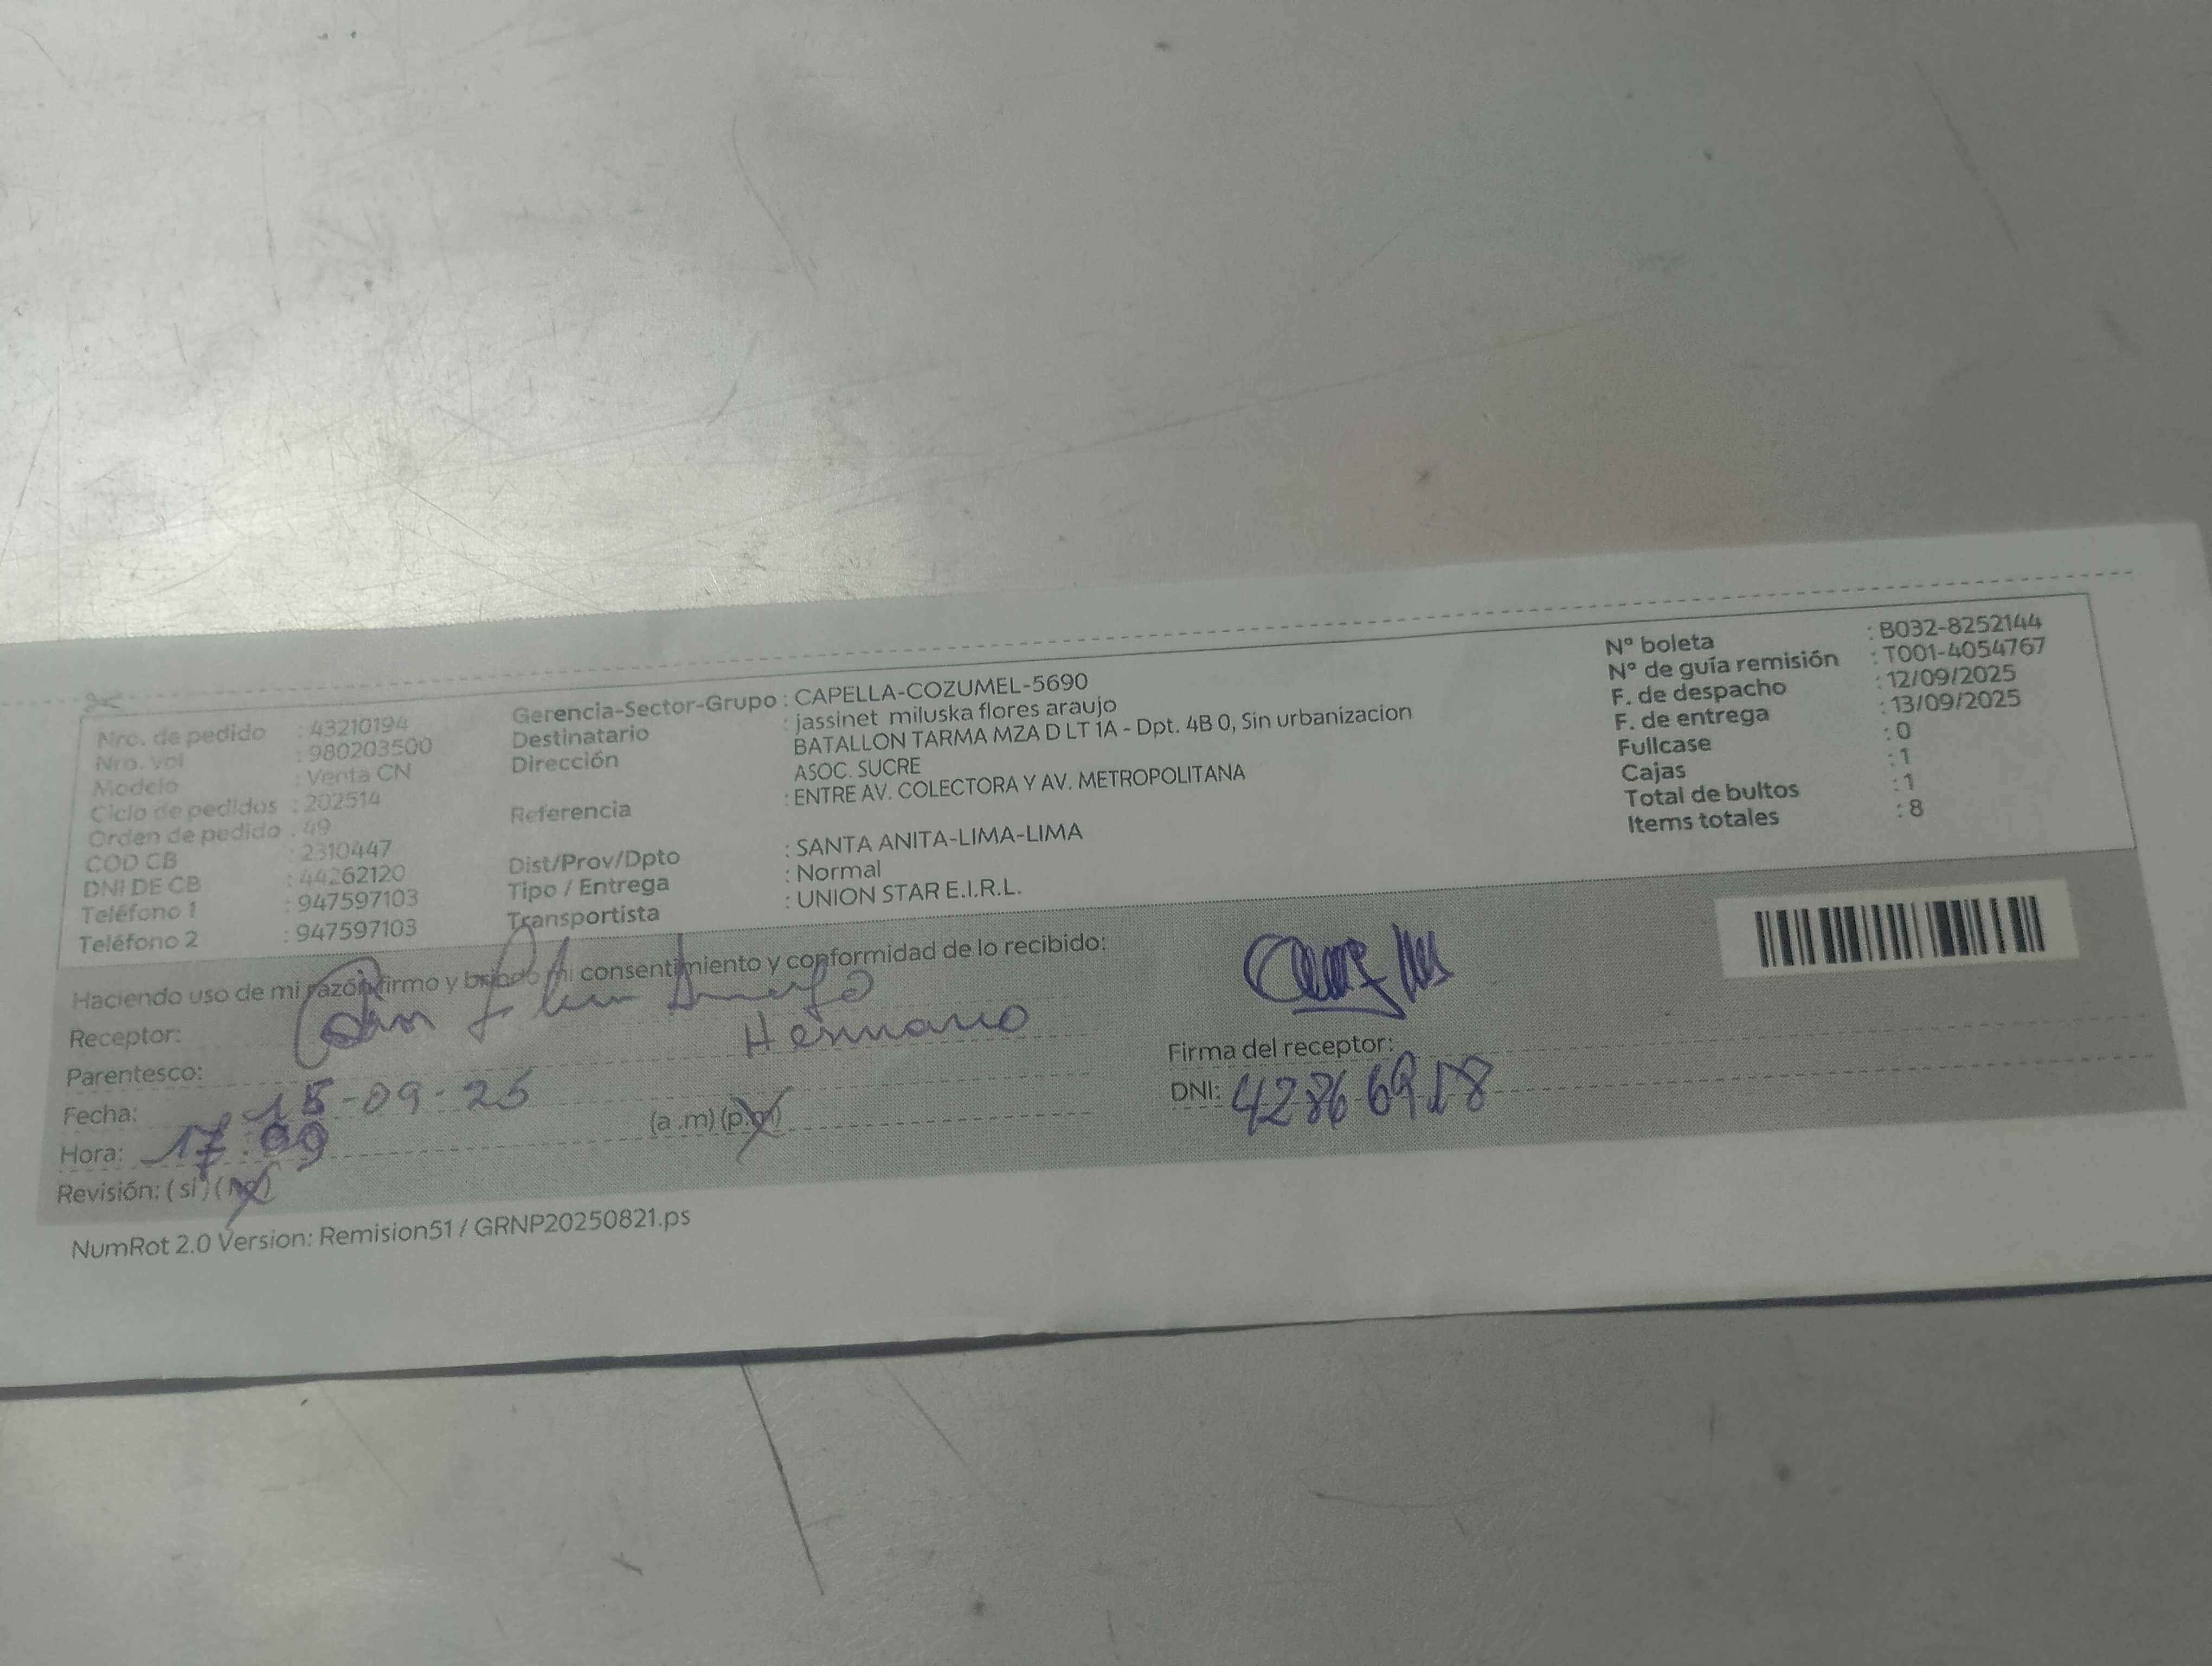 Nro. de pedido : 43210194
Nro. vol : 980203500
Modelo : Venta CN
Ciclo de pedidos : 202514
Orden de pedido : 49
COD CB : 2310447
DNI DE CB : 44262120
Teléfono 1 : 947597103
Teléfono 2 : 947597103
Gerencia-Sector-Grupo : CAPELLA-COZUMEL-5690
Destinatario : jassinet miluska flores araujo
Dirección BATALLON TARMA MZA D LT 1A - Dpt. 4B 0, Sin urbanizacion
ASOC. SUCRE
Referencia : ENTRE AV. COLECTORA Y AV. METROPOLITANA
Dist/Prov/Dpto : SANTA ANITA-LIMA-LIMA
Tipo / Entrega : Normal
Transportista : UNION STAR E.I.R.L.
N° boleta : B032-8252144
N° de guía remisión : T001-4054767
F. de despacho : 12/09/2025
F. de entrega : 13/09/2025
Fullcase : 0
Cajas : 1
Total de bultos : 1
Items totales : 8
Haciendo uso de mi razón firmo y brindo mi consentimiento y conformidad de lo recibido:
Receptor:
Parentesco: Hermano
Fecha: -09-25
Hora: 17:09 (a.m) (p.m)
Revisión: (si) (no)
Firma del receptor:
DNI:
NumRot 2.0 Version: Remision51 / GRNP20250821.ps